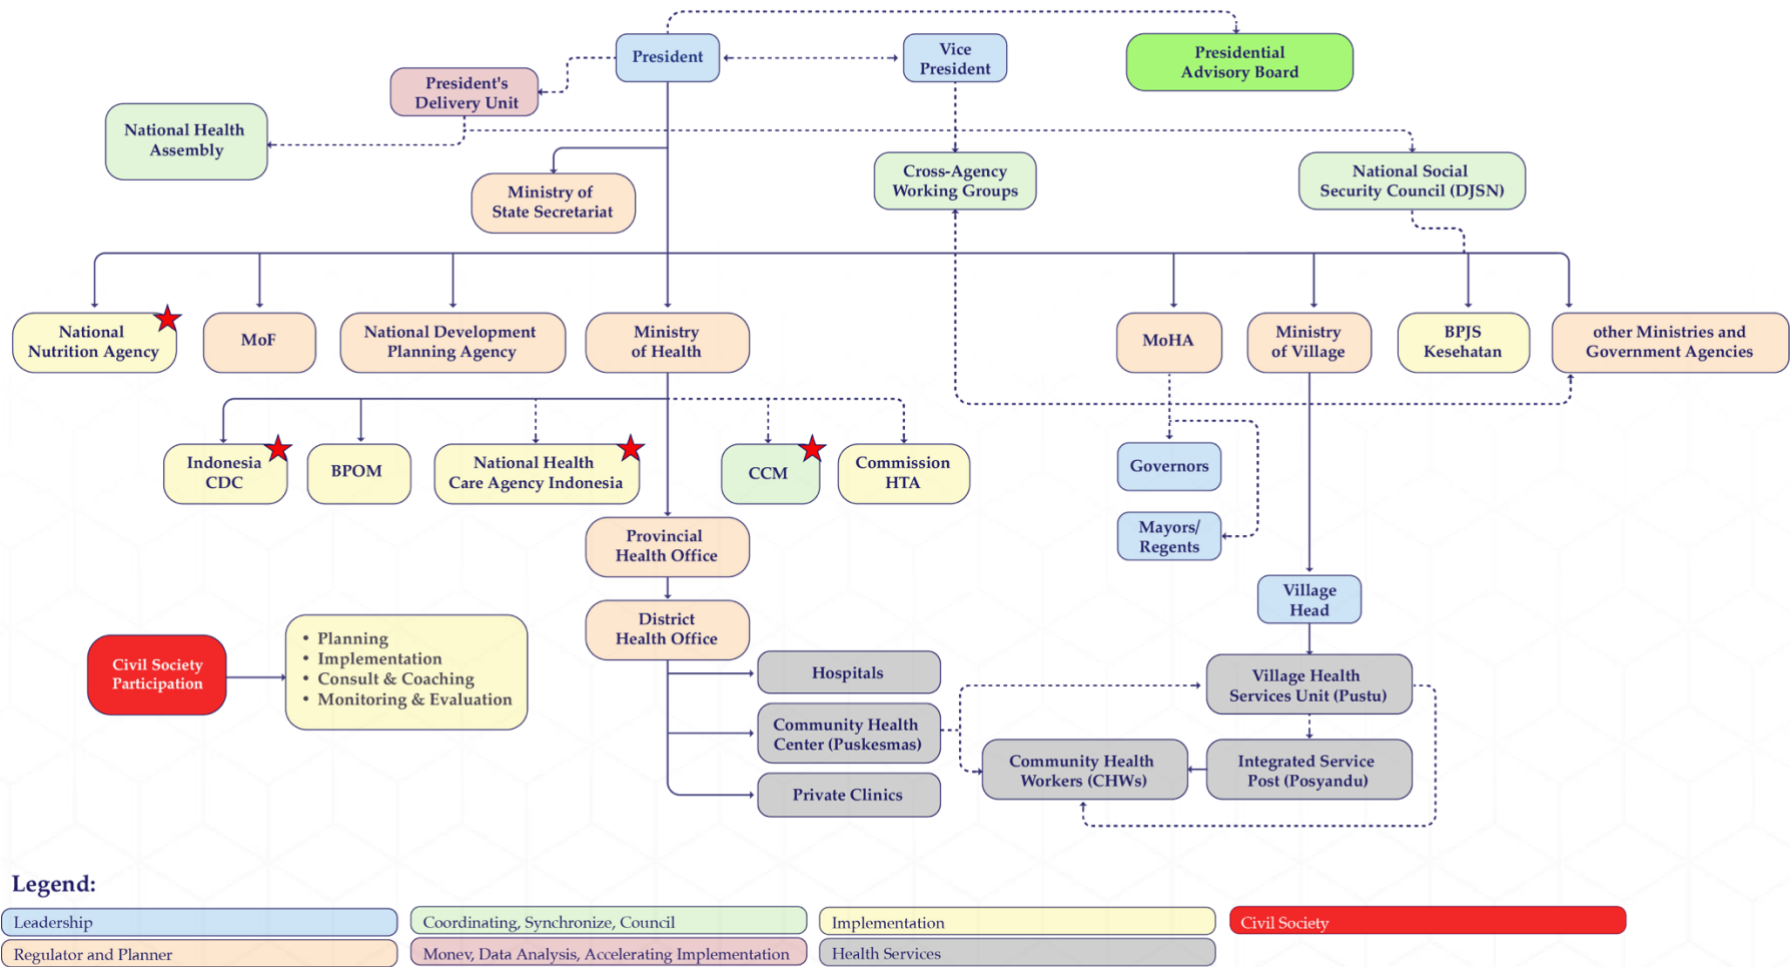 President
Vice
President
Presidential
Advisory Board
President's
Delivery Unit
National Health
Assembly
Ministry of
State Secretariat
Cross-Agency
Working Groups
National Social
Security Council (DJSN)
National
Nutrition Agency
MoF
National Development
Planning Agency
Ministry
of Health
MoHA
Ministry
of Village
BPJS
Kesehatan
other Ministries and
Government Agencies
Indonesia
CDC
BPOM
National Health
Care Agency Indonesia
CCM
Commission
HTA
Governors
Mayors/
Regents
Provincial
Health Office
District
Health Office
Village
Head
Civil Society
Participation
• Planning
• Implementation
• Consult & Coaching
• Monitoring & Evaluation
Hospitals
Community Health
Center (Puskesmas)
Private Clinics
Village Health
Services Unit (Pustu)
Community Health
Workers (CHWs)
Integrated Service
Post (Posyandu)
Legend:
Leadership
Coordinating, Synchronize, Council
Implementation
Civil Society
Regulator and Planner
Monev, Data Analysis, Accelerating Implementation
Health Services